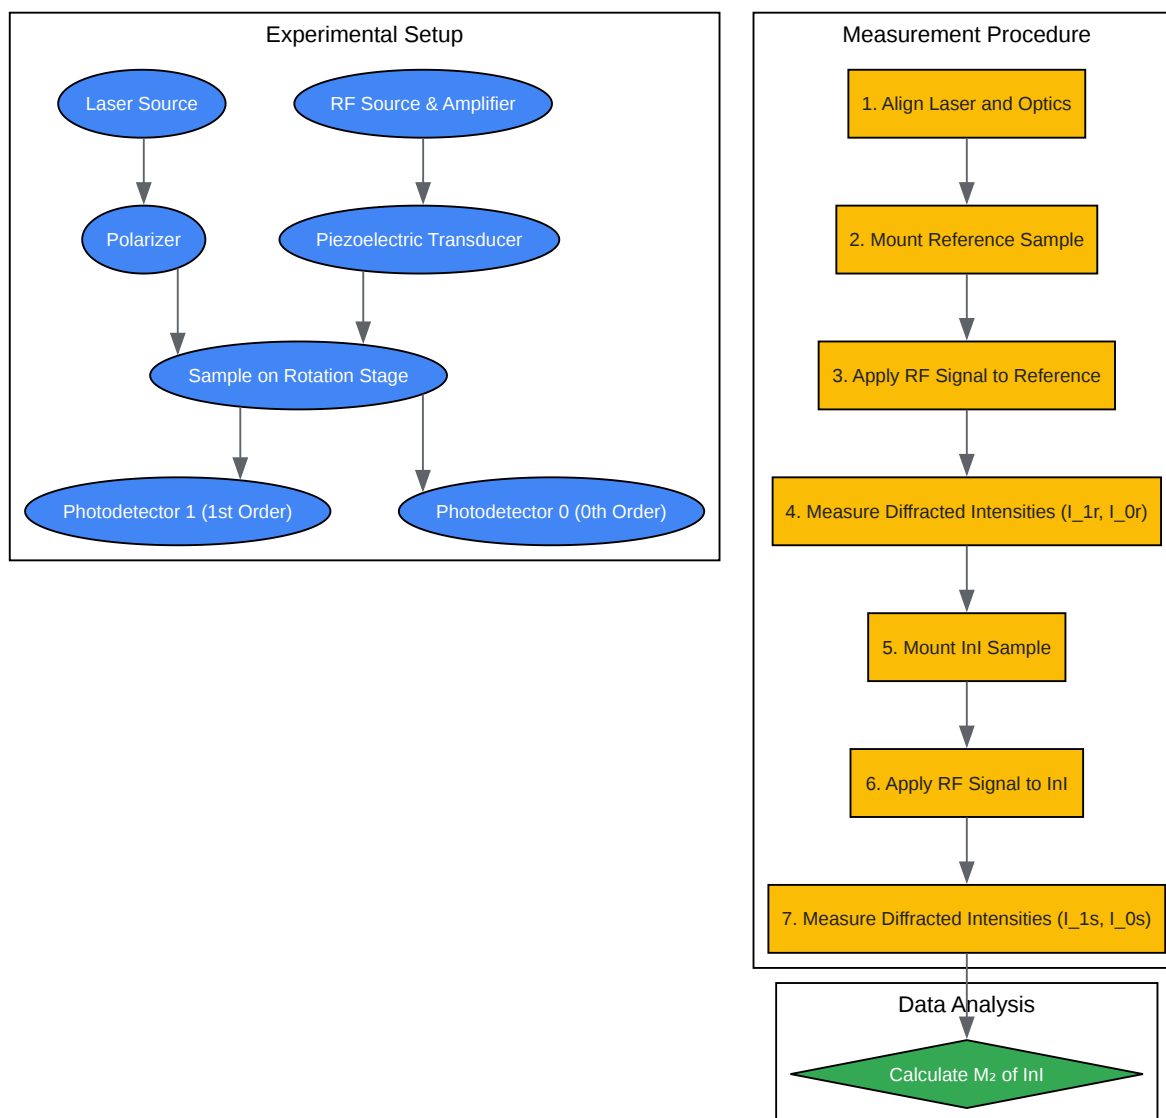 Experimental Setup
Laser Source
RF Source & Amplifier
Polarizer
Piezoelectric Transducer
Sample on Rotation Stage
Photodetector 1 (1st Order)
Photodetector 0 (0th Order)
Measurement Procedure
1. Align Laser and Optics
2. Mount Reference Sample
3. Apply RF Signal to Reference
4. Measure Diffracted Intensities (I_1r, I_0r)
5. Mount InI Sample
6. Apply RF Signal to InI
7. Measure Diffracted Intensities (I_1s, I_0s)
Data Analysis
Calculate M₂ of InI